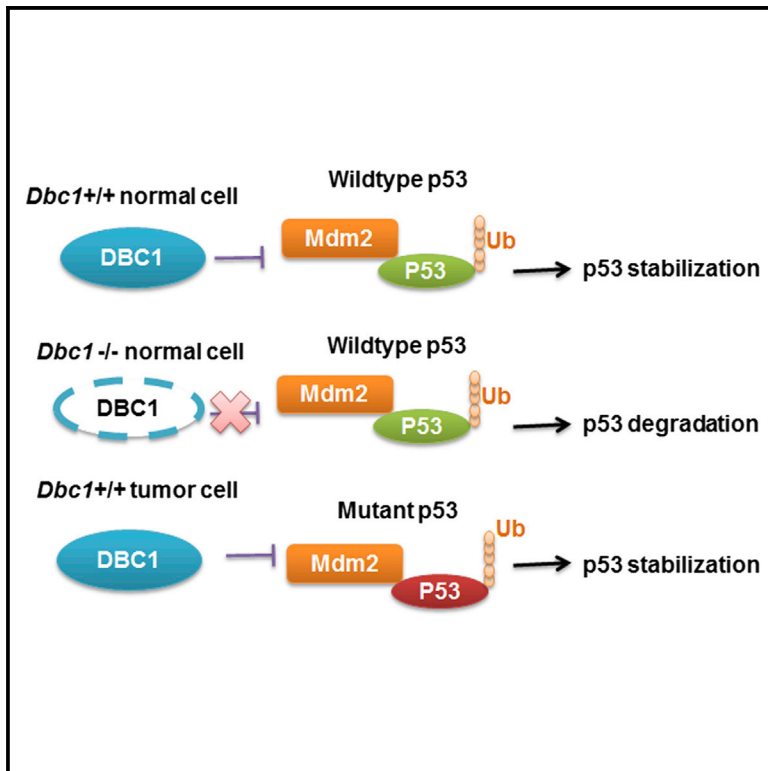 Dbc1+/+ normal cell
Wildtype p53
DBC1
Mdm2
P53
Ub
p53 stabilization
Dbc1 -/- normal cell
Wildtype p53
DBC1
Mdm2
P53
Ub
p53 degradation
Dbc1+/+ tumor cell
Mutant p53
DBC1
Mdm2
P53
Ub
p53 stabilization